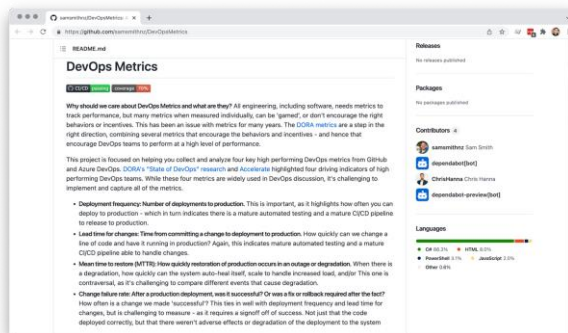 samsmithnz/DevOpsMetrics
https://github.com/samsmithnz/DevOpsMetrics
README.md
DevOps Metrics
CI/CD passing coverage
Why should we care about DevOps Metrics and what are they? All engineering, including software, needs metrics to
track performance, but many metrics when measured individually, can be 'gamed', or don't encourage the right
behaviors or incentives. This has been an issue with metrics for many years. The DORA metrics are a step in the
right direction, combining several metrics that encourage the behaviors and incentives - and hence that
encourage DevOps teams to perform at a high level of performance.
This project is focused on helping you collect and analyze four key high performing DevOps metrics from GitHub
and Azure DevOps. DORA's "State of DevOps" research and Accelerate highlighted four driving indicators of high
performing DevOps teams. While these four metrics are widely used in DevOps discussion, it's challenging to
implement and capture all of the metrics.
• Deployment frequency: Number of deployments to production. This is important, as it highlights how often you can
deploy to production - which in turn indicates there is a mature automated testing and a mature CI/CD pipeline
to release to production.
• Lead time for changes: Time from committing a change to deployment to production. How quickly can we change a
line of code and have it running in production? Again, this indicates mature automated testing and a mature
CI/CD pipeline able to handle changes.
• Mean time to restore (MTTR): How quickly restoration of production occurs in an outage or degradation. When there is
a degradation, how quickly can the system auto-heal itself, scale to handle increased load, and/or This one is
contraversal, as it's challenging to compare different events that cause degradation.
• Change failure rate: After a production deployment, was it successful? Or was a fix or rollback required after the fact?
How often is a change we made 'successful'? This ties in well with deployment frequency and lead time for
changes, but is challenging to measure - as it requires a signoff off of success. Not just that the code
deployed correctly, but that there weren't adverse effects or degradation of the deployment to the system
Releases
No releases published
Packages
No packages published
Contributors 4
samsmithnz Sam Smith
dependabot[bot]
ChrisHanna Chris Hanna
dependabot-preview[bot]
Languages
C# HTML
PowerShell JavaScript
Other